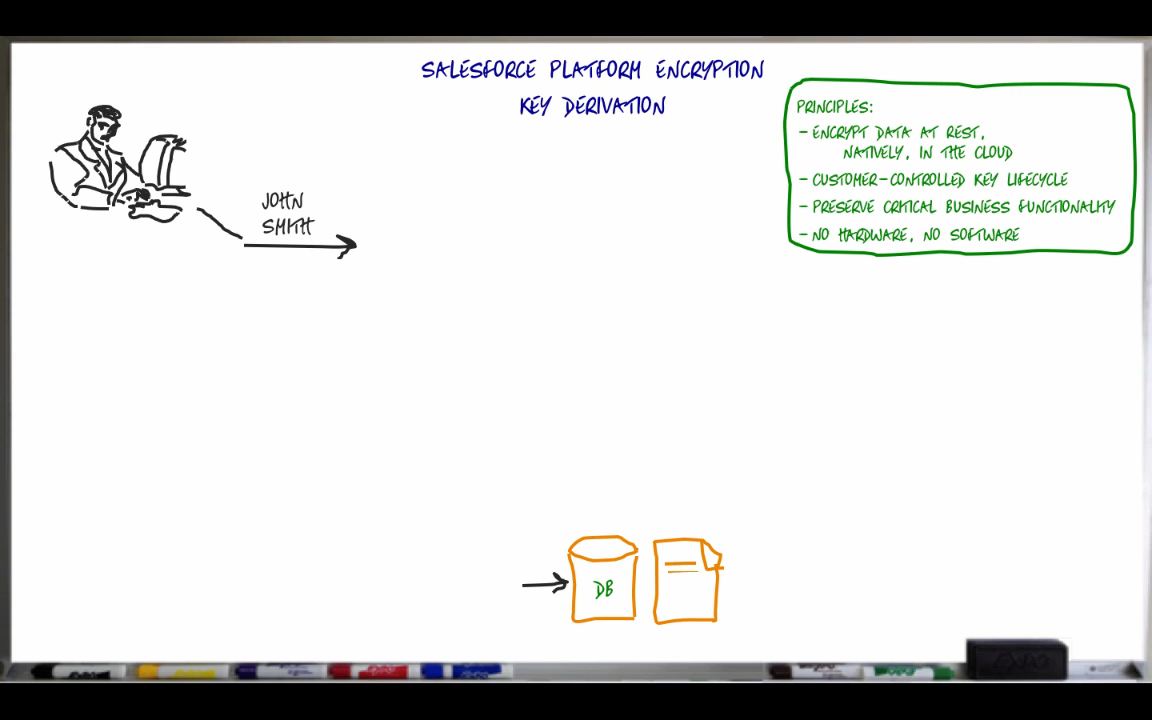 SALESFORCE PLATFORM ENCRYPTION
KEY DERIVATION
PRINCIPLES:
- ENCRYPT DATA AT REST,
NATIVELY, IN THE CLOUD
- CUSTOMER-CONTROLLED KEY LIFECYCLE
- PRESERVE CRITICAL BUSINESS FUNCTIONALITY
- NO HARDWARE, NO SOFTWARE
JOHN
SMITH
DB